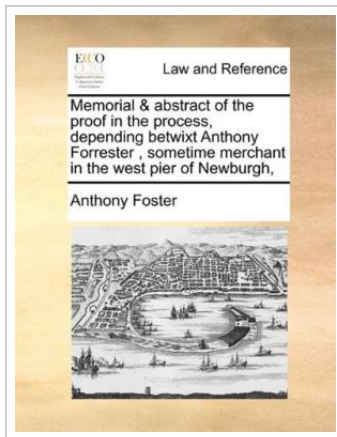 ECCO
Law and Reference
Memorial & abstract of the
proof in the process,
depending betwixt Anthony
Forrester , sometime merchant
in the west pier of Newburgh,
Anthony Foster